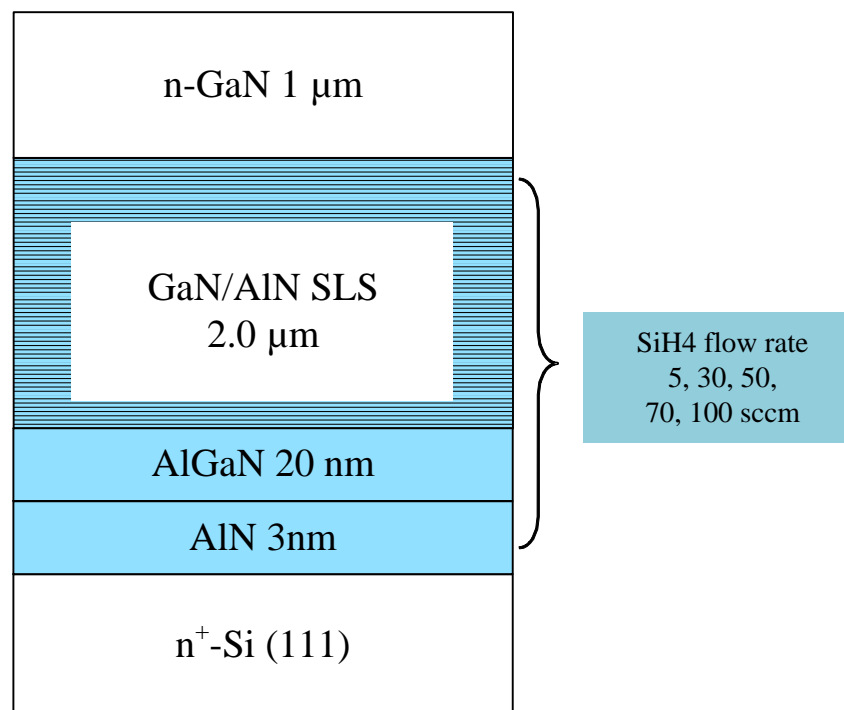 n-GaN 1 µm
GaN/AlN SLS
2.0 µm
SiH4 flow rate
5, 30, 50,
70, 100 sccm
AlGaN 20 nm
AlN 3nm
n⁺-Si (111)